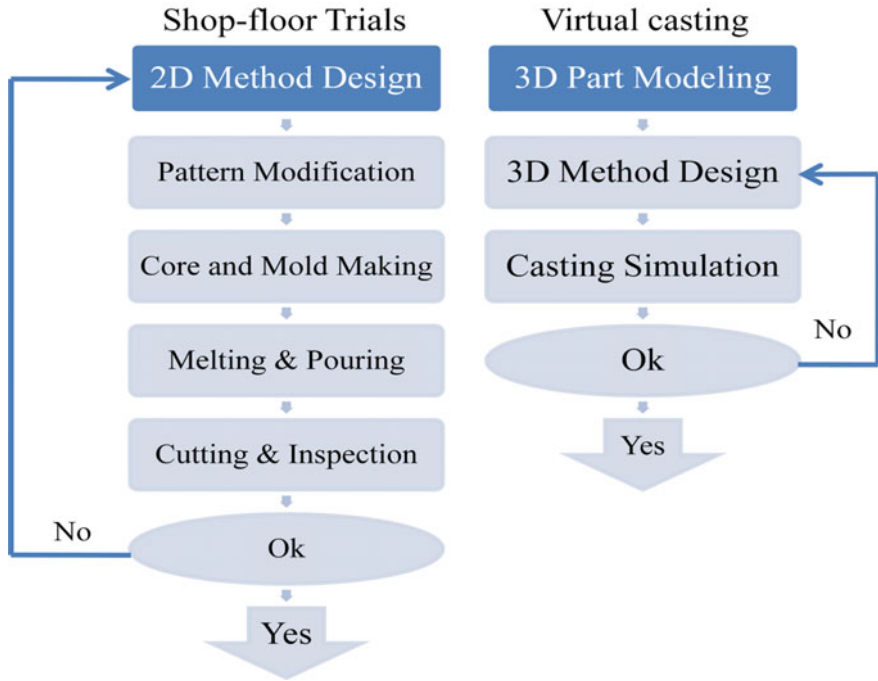 Shop-floor Trials
2D Method Design
Pattern Modification
Core and Mold Making
Melting & Pouring
Cutting & Inspection
No
Ok
Yes
Virtual casting
3D Part Modeling
3D Method Design
Casting Simulation
No
Ok
Yes